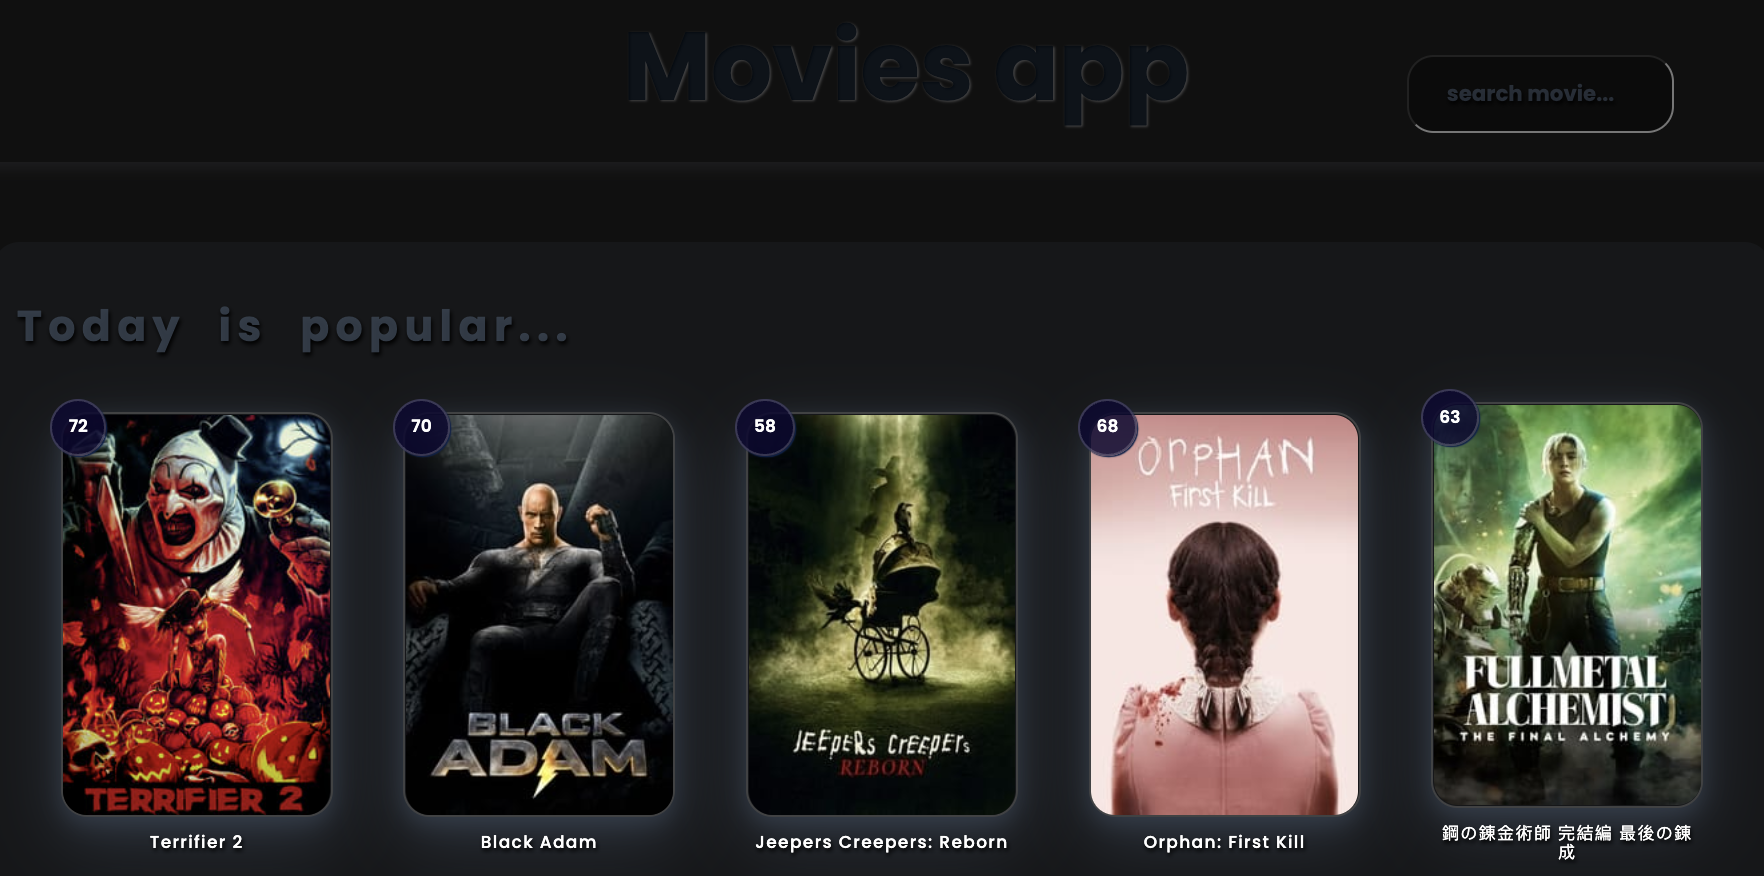 Movies app
search movie...
Today is popular...
72
70
58
68
63
TERRIFIER 2
BLACK
ADAM
JEEPERS CREEPERS
REBORN
ORPHAN
FIRST KILL
FULLMETAL
ALCHEMIST
THE FINAL ALCHEMY
Terrifier 2
Black Adam
Jeepers Creepers: Reborn
Orphan: First Kill
鋼の錬金術師 完結編 最後の錬
成